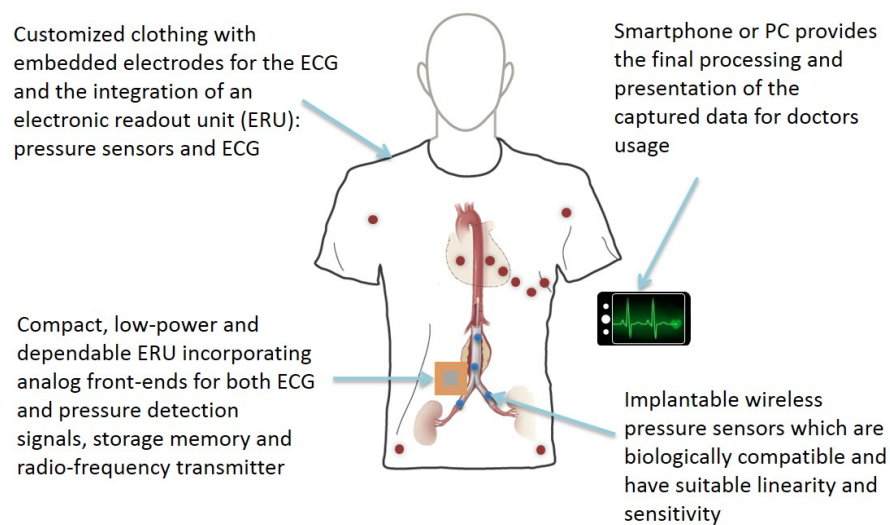 Customized clothing with
embedded electrodes for the ECG
and the integration of an
electronic readout unit (ERU):
pressure sensors and ECG
Smartphone or PC provides
the final processing and
presentation of the
captured data for doctors
usage
Compact, low-power and
dependable ERU incorporating
analog front-ends for both ECG
and pressure detection
signals, storage memory and
radio-frequency transmitter
Implantable wireless
pressure sensors which are
biologically compatible and
have suitable linearity and
sensitivity